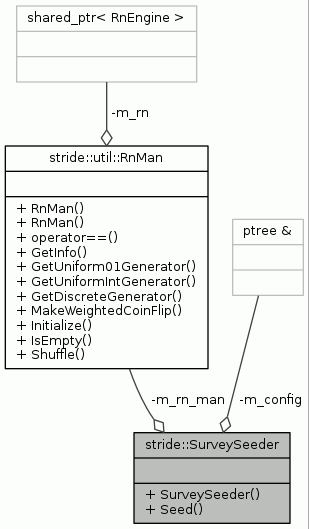 shared_ptr< RnEngine >
-m_rn
stride::util::RnMan
+ RnMan()
+ RnMan()
+ operator==()
+ GetInfo()
+ GetUniform01Generator()
+ GetUniformIntGenerator()
+ GetDiscreteGenerator()
+ MakeWeightedCoinFlip()
+ Initialize()
+ IsEmpty()
+ Shuffle()
ptree &
-m_rn_man
-m_config
stride::SurveySeeder
+ SurveySeeder()
+ Seed()